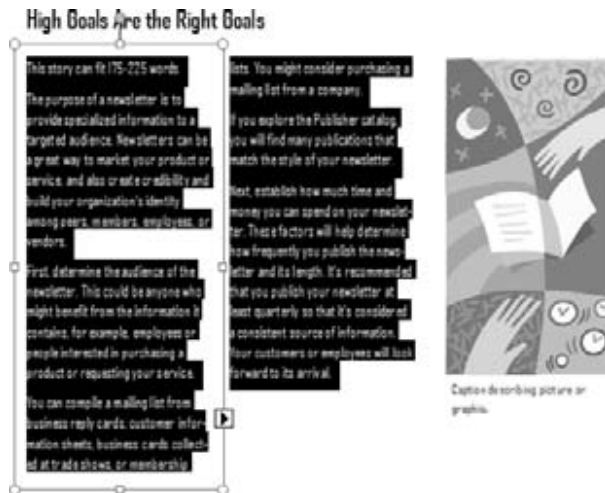 High Goals Are the Right Goals
This story can fit 175-225 words.
The purpose of a newsletter is to
provide specialized information to a
targeted audience. Newsletters can be
a great way to market your product or
service, and also create credibility and
build your organization's identity
among peers, members, employees, or
vendors.
First, determine the audience of the
newsletter. This could be anyone who
might benefit from the information it
contains, for example, employees or
people interested in purchasing a
product or requesting your service.
You can compile a mailing list from
business reply cards, customer infor-
mation sheets, business cards collect-
ed at trade shows, or membership
lists. You might consider purchasing a
mailing list from a company.
If you explore the Publisher catalog,
you will find many publications that
match the style of your newsletter.
Next, establish how much time and
money you can spend on your newslet-
ter. These factors will help determine
how frequently you publish the news-
letter and its length. It's recommended
that you publish your newsletter at
least quarterly so that it's considered
a consistent source of information.
Your customers or employees will look
forward to its arrival.
Caption describing picture or
graphic.